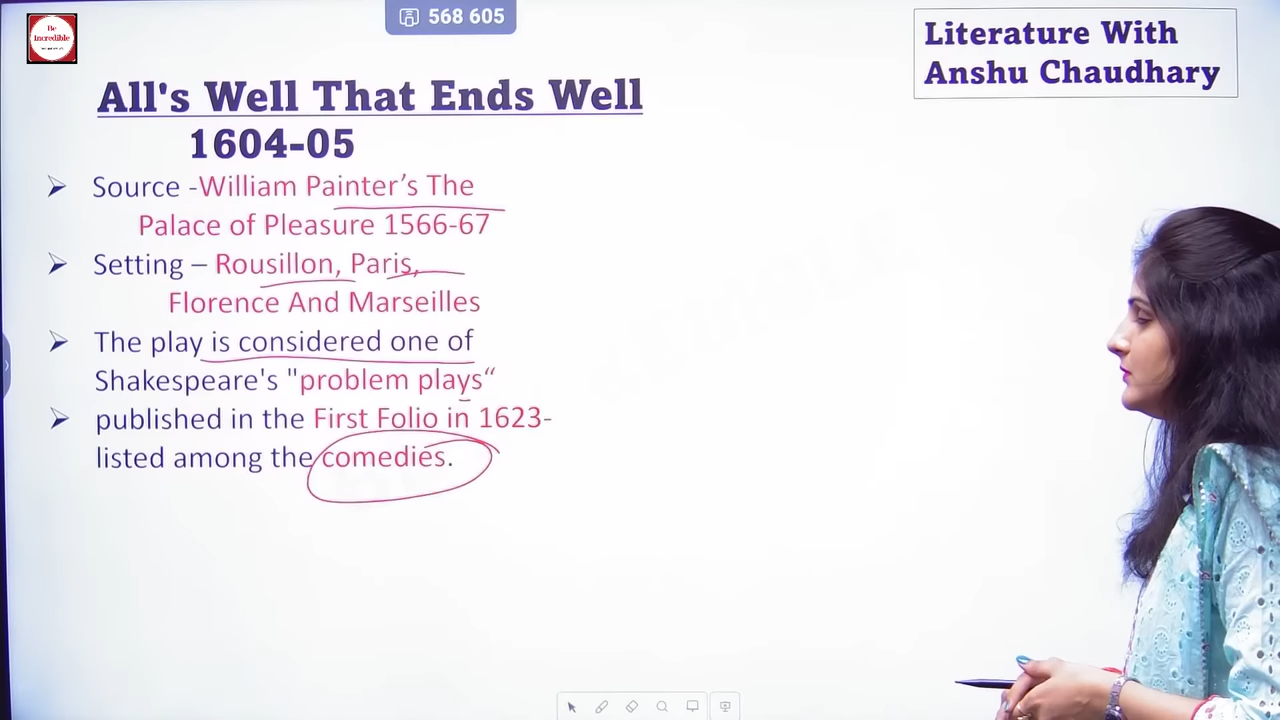 Be
Incredible
568 605
Literature With
Anshu Chaudhary
All's Well That Ends Well
1604-05
Source -William Painter’s The
Palace of Pleasure 1566-67
Setting – Rousillon, Paris,
Florence And Marseilles
The play is considered one of
Shakespeare's "problem plays“
published in the First Folio in 1623-
listed among the comedies.